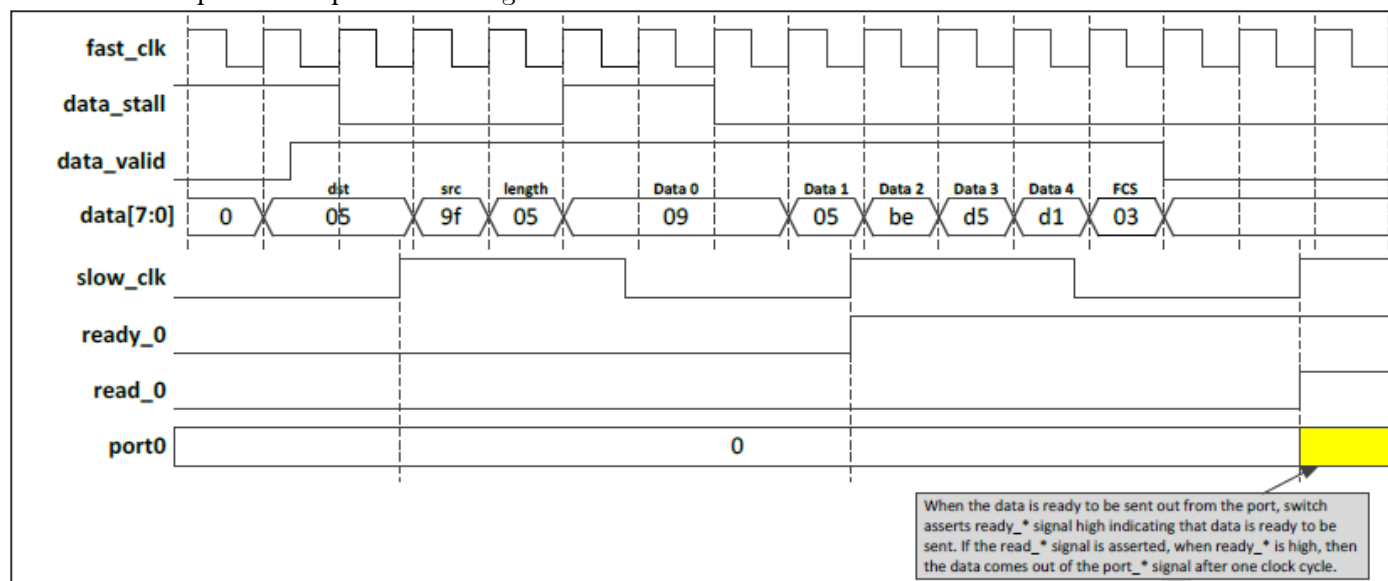 fast_clk
data_stall
data_valid
dst src length Data 0 Data 1 Data 2 Data 3 Data 4 FCS
data[7:0] 0 05 9f 05 09 05 be d5 d1 03
slow_clk
ready_0
read_0
port0 0
When the data is ready to be sent out from the port, switch
asserts ready_* signal high indicating that data is ready to be
sent. If the read_* signal is asserted, when ready_* is high, then
the data comes out of the port_* signal after one clock cycle.